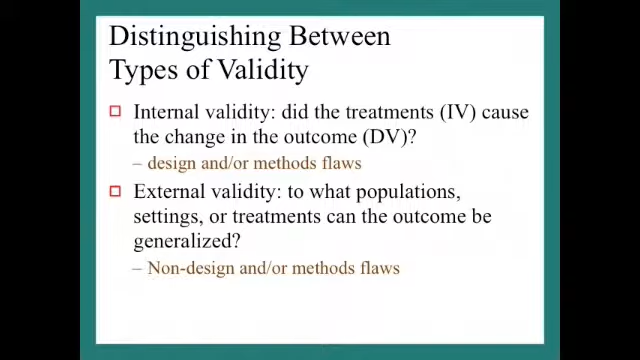 Distinguishing Between
Types of Validity
Internal validity: did the treatments (IV) cause
the change in the outcome (DV)?
– design and/or methods flaws
External validity: to what populations,
settings, or treatments can the outcome be
generalized?
– Non-design and/or methods flaws